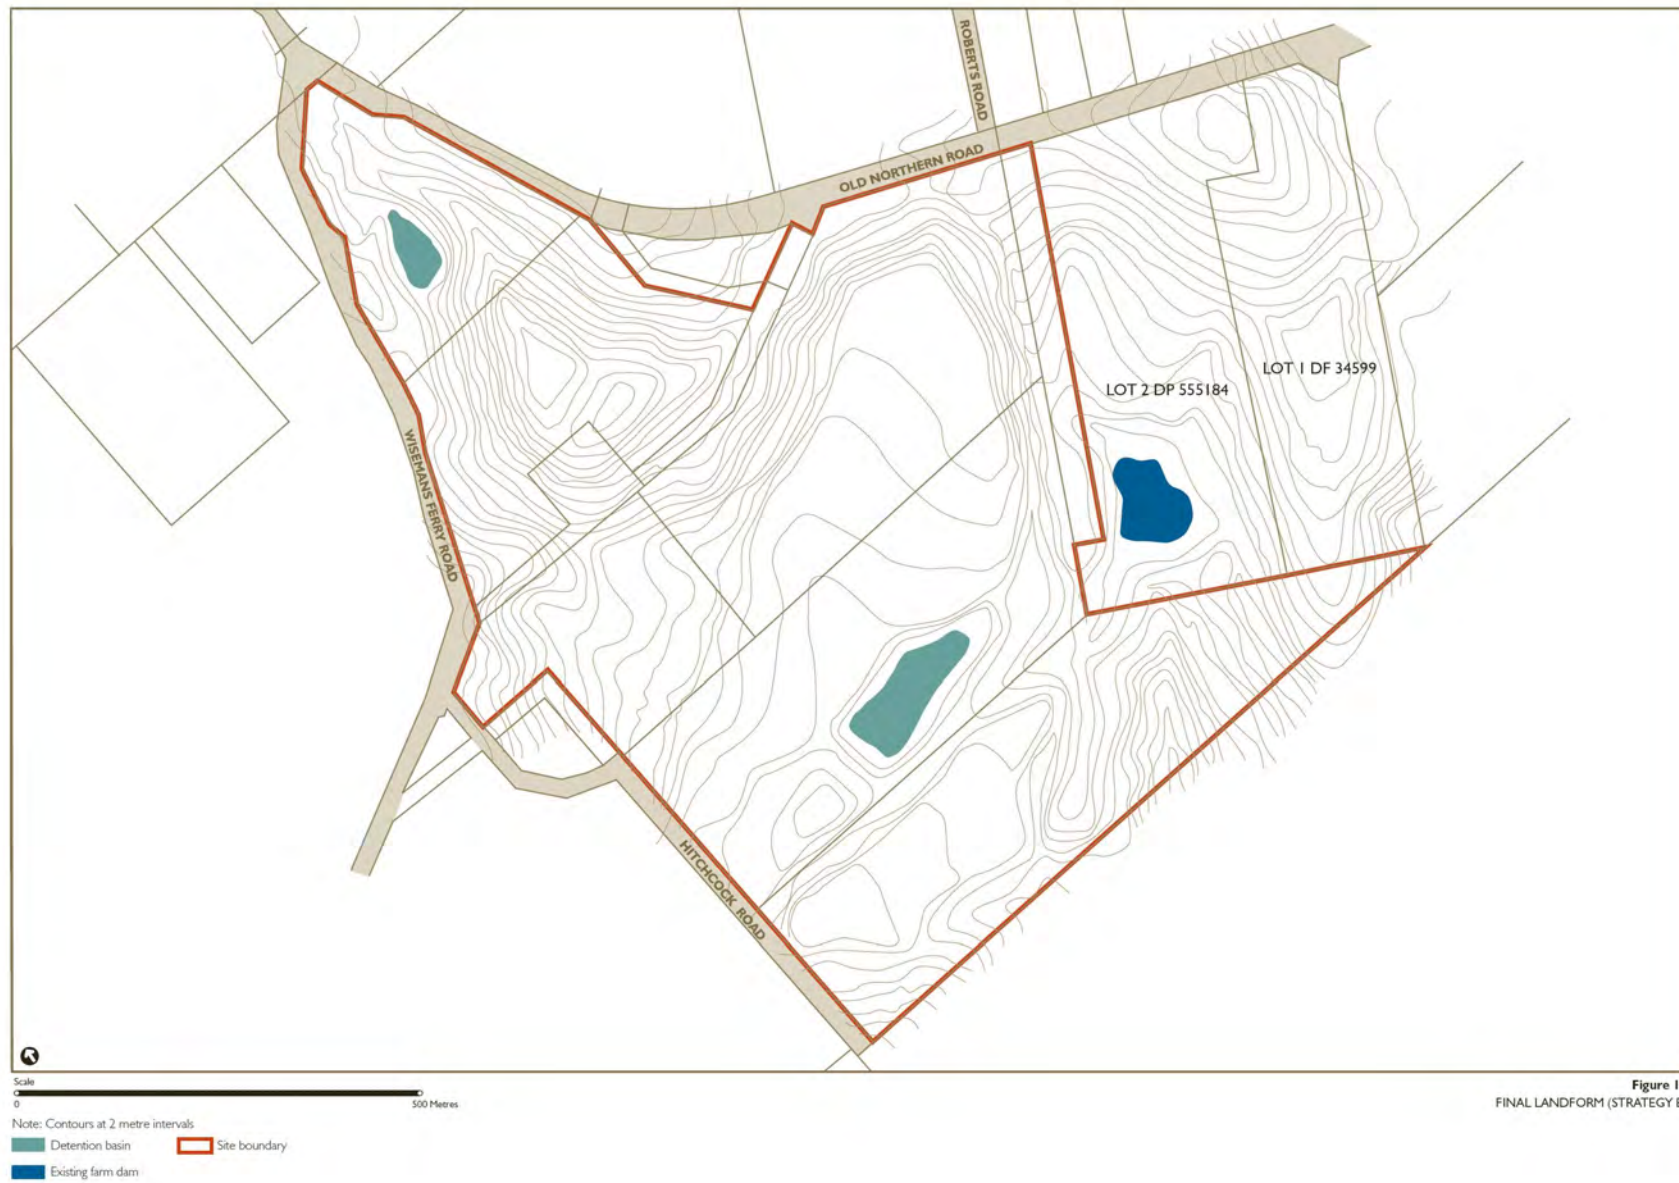 ROBERTS ROAD
OLD NORTHERN ROAD
LOT 1 DF 34599
LOT 2 DP 555184
WISEMANS FERRY ROAD
HITCHCOCK ROAD
Scale
0 500 Metres
Note: Contours at 2 metre intervals
Detention basin
Site boundary
Existing farm dam
Figure 1
FINAL LANDFORM (STRATEGY